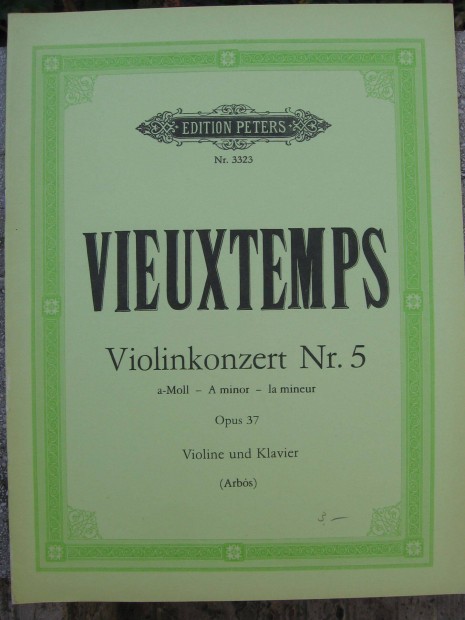 EDITION PETERS
Nr. 3323
VIEUXTEMPS
Violinkonzert Nr. 5
a-Moll – A minor – la mineur
Opus 37
Violine und Klavier
(Arbós)